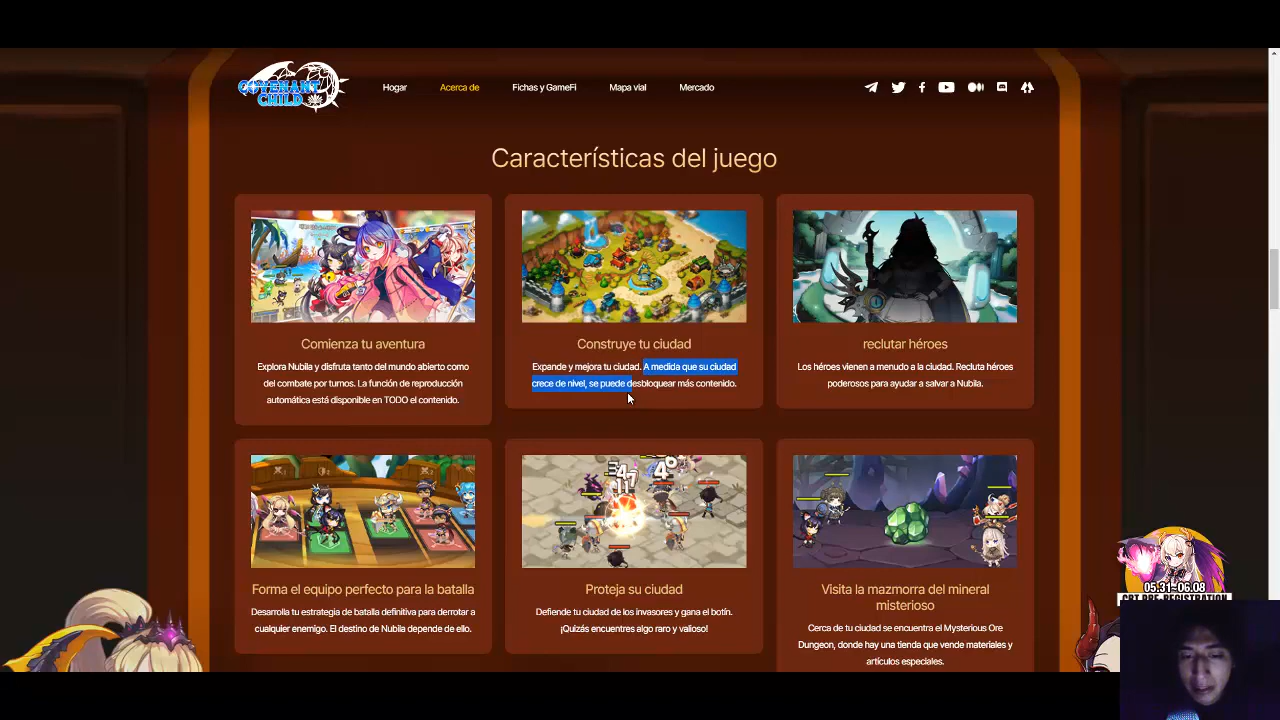 COVENANT
CHILD
Hogar
Acerca de
Fichas y GameFi
Mapa vial
Mercado
Características del juego
Comienza tu aventura
Explora Nubila y disfruta tanto del mundo abierto como
del combate por turnos. La función de reproducción
automática está disponible en TODO el contenido.
Construye tu ciudad
Expande y mejora tu ciudad. A medida que su ciudad
crece de nivel, se puede desbloquear más contenido.
reclutar héroes
Los héroes vienen a menudo a la ciudad. Recluta héroes
poderosos para ayudar a salvar a Nubila.
Forma el equipo perfecto para la batalla
Desarrolla tu estrategia de batalla definitiva para derrotar a
cualquier enemigo. El destino de Nubila depende de ello.
Proteja su ciudad
Defiende tu ciudad de los invasores y gana el botín.
¡Quizás encuentres algo raro y valioso!
Visita la mazmorra del mineral
misterioso
Cerca de tu ciudad se encuentra el Mysterious Ore
Dungeon, donde hay una tienda que vende materiales y
artículos especiales.
05.31~06.08
CBT PRE-REGISTRATION